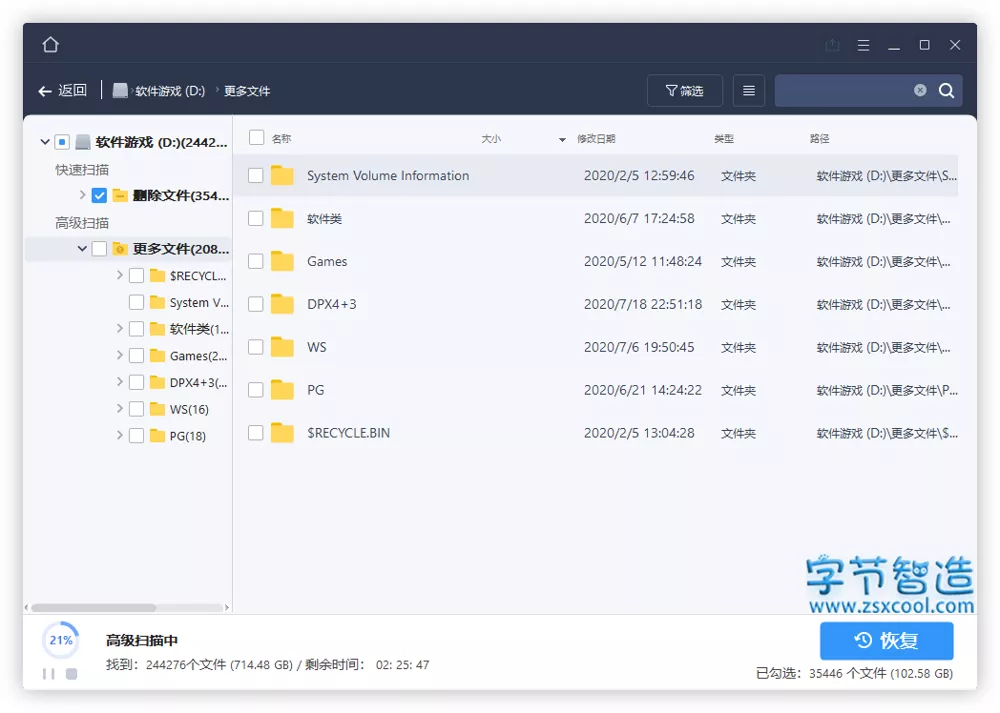 返回 软件游戏 (D:) 更多文件 筛选
软件游戏 (D:)(2442...
快速扫描
删除文件(354...
高级扫描
更多文件(208...
$RECYCL...
System V...
软件类(1...
Games(2...
DPX4+3(...
WS(16)
PG(18)
名称 大小 修改日期 类型 路径
System Volume Information 2020/2/5 12:59:46 文件夹 软件游戏 (D:)\更多文件\S...
软件类 2020/6/7 17:24:58 文件夹 软件游戏 (D:)\更多文件\...
Games 2020/5/12 11:48:24 文件夹 软件游戏 (D:)\更多文件\...
DPX4+3 2020/7/18 22:51:18 文件夹 软件游戏 (D:)\更多文件\...
WS 2020/7/6 19:50:45 文件夹 软件游戏 (D:)\更多文件\...
PG 2020/6/21 14:24:22 文件夹 软件游戏 (D:)\更多文件\P...
$RECYCLE.BIN 2020/2/5 13:04:28 文件夹 软件游戏 (D:)\更多文件\$...
字节智造
www.zsxcool.com
21%
高级扫描中
找到：244276个文件 (714.48 GB) / 剩余时间： 02: 25: 47
恢复
已勾选：35446 个文件 (102.58 GB)